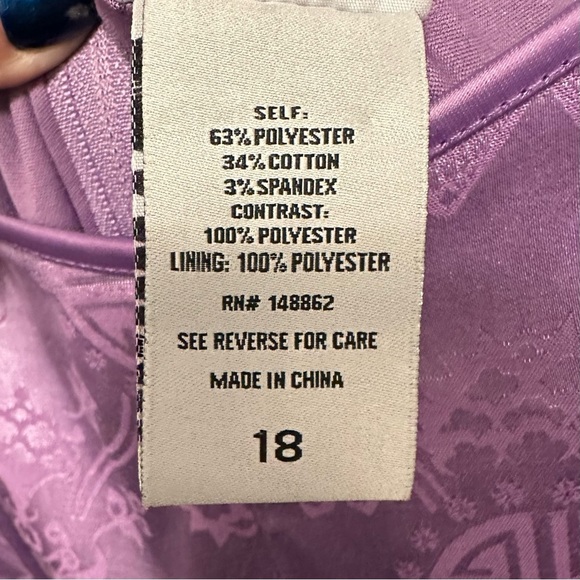 SELF:
63% POLYESTER
34% COTTON
3% SPANDEX
CONTRAST:
100% POLYESTER
LINING: 100% POLYESTER
RN# 148862
SEE REVERSE FOR CARE
MADE IN CHINA
18